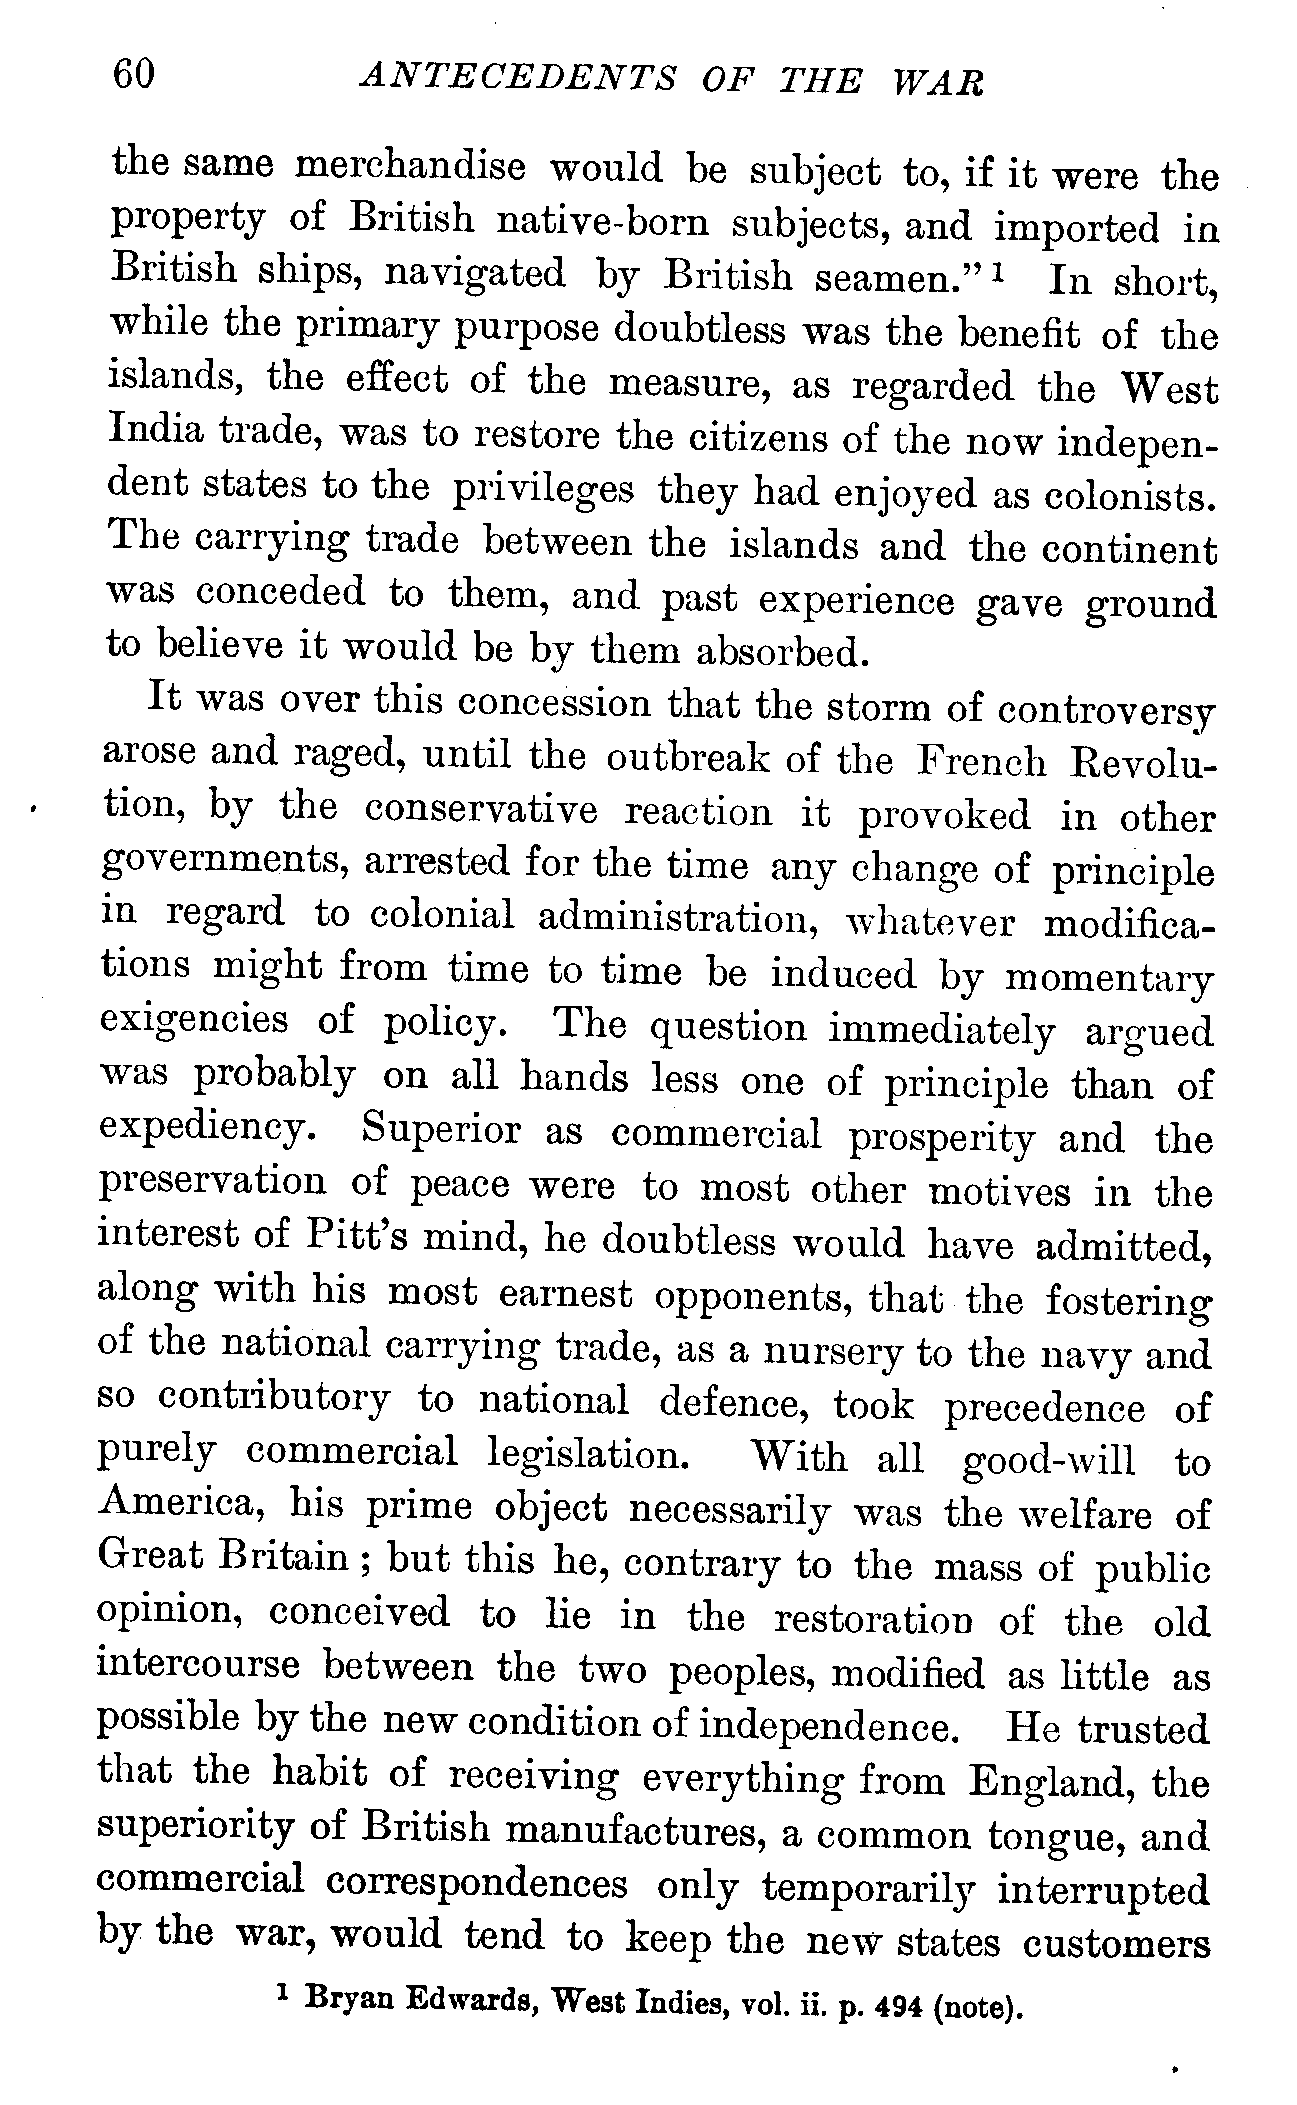 60 ANTECEDENTS OF THE WAR
the same merchandise would be subject to, if it were the
property of British native-born subjects, and imported in
British ships, navigated by British seamen.” ¹ In short,
while the primary purpose doubtless was the benefit of the
islands, the effect of the measure, as regarded the West
India trade, was to restore the citizens of the now indepen-
dent states to the privileges they had enjoyed as colonists.
The carrying trade between the islands and the continent
was conceded to them, and past experience gave ground
to believe it would be by them absorbed.
It was over this concession that the storm of controversy
arose and raged, until the outbreak of the French Revolu-
tion, by the conservative reaction it provoked in other
governments, arrested for the time any change of principle
in regard to colonial administration, whatever modifica-
tions might from time to time be induced by momentary
exigencies of policy. The question immediately argued
was probably on all hands less one of principle than of
expediency. Superior as commercial prosperity and the
preservation of peace were to most other motives in the
interest of Pitt’s mind, he doubtless would have admitted,
along with his most earnest opponents, that the fostering
of the national carrying trade, as a nursery to the navy and
so contributory to national defence, took precedence of
purely commercial legislation. With all good-will to
America, his prime object necessarily was the welfare of
Great Britain ; but this he, contrary to the mass of public
opinion, conceived to lie in the restoration of the old
intercourse between the two peoples, modified as little as
possible by the new condition of independence. He trusted
that the habit of receiving everything from England, the
superiority of British manufactures, a common tongue, and
commercial correspondences only temporarily interrupted
by the war, would tend to keep the new states customers
¹ Bryan Edwards, West Indies, vol. ii. p. 494 (note).